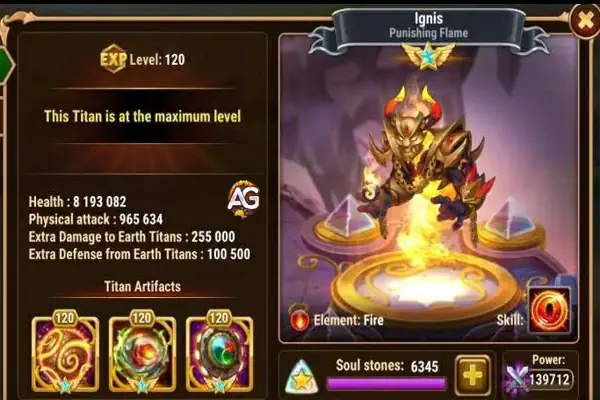 Ignis
Punishing Flame
EXP Level: 120
This Titan is at the maximum level
Health : 8 193 082
Physical attack : 965 634
Extra Damage to Earth Titans : 255 000
Extra Defense from Earth Titans : 100 500
AG
Titan Artifacts
120
120
120
Element: Fire
Skill:
Soul stones: 6345
Power:
139712